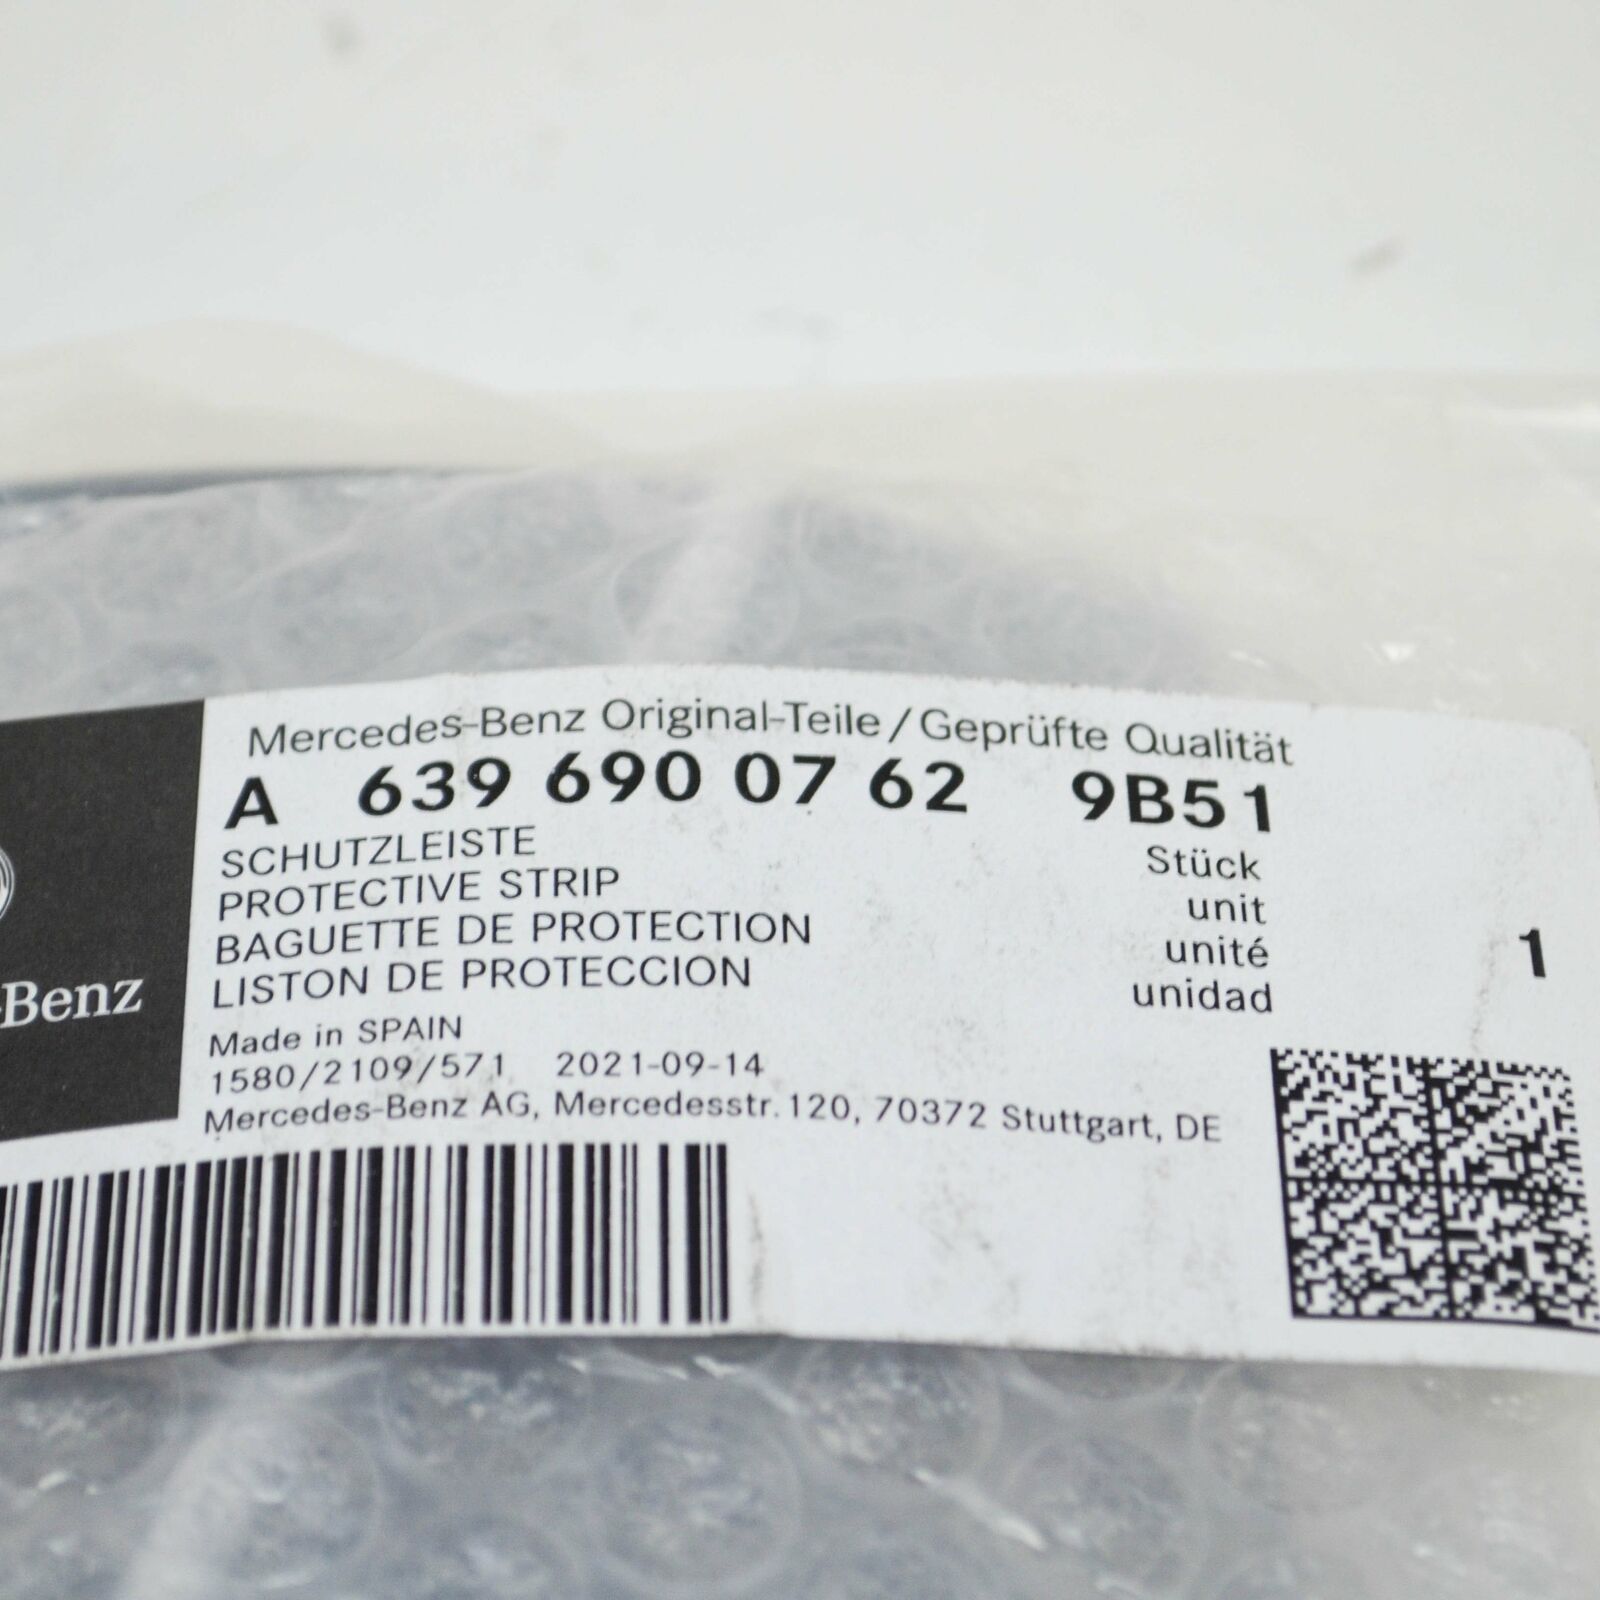 Mercedes-Benz Original-Teile / Geprüfte Qualität
A 639 690 07 62 9B51
SCHUTZLEISTE
PROTECTIVE STRIP
BAGUETTE DE PROTECTION
LISTON DE PROTECCION
Stück
unit
unité
unidad
1
Made in SPAIN
1580/2109/571 2021-09-14
Mercedes-Benz AG, Mercedesstr. 120, 70372 Stuttgart, DE
-Benz